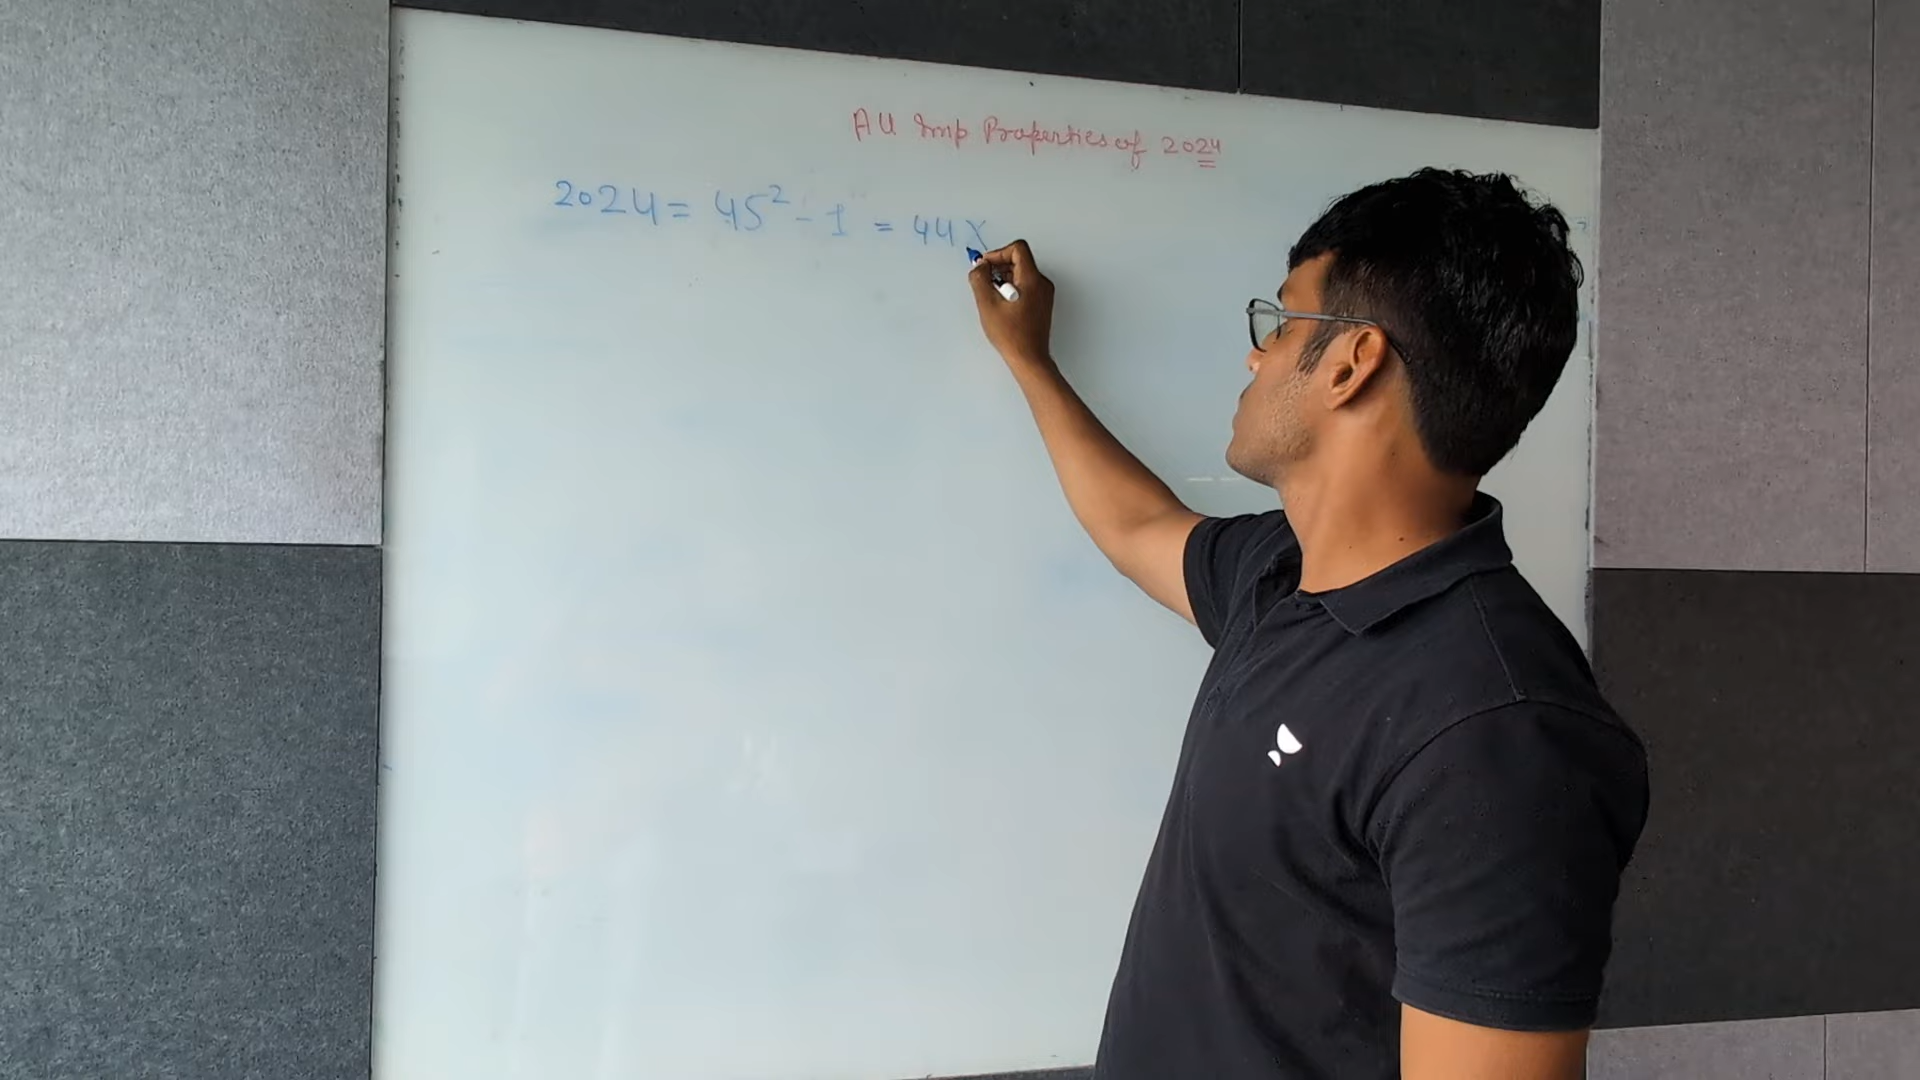 All Imp Properties of 2024
2024 = 45² - 1 = 44 X